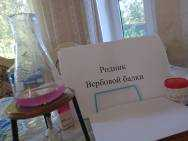 Родник
Вербовой балки